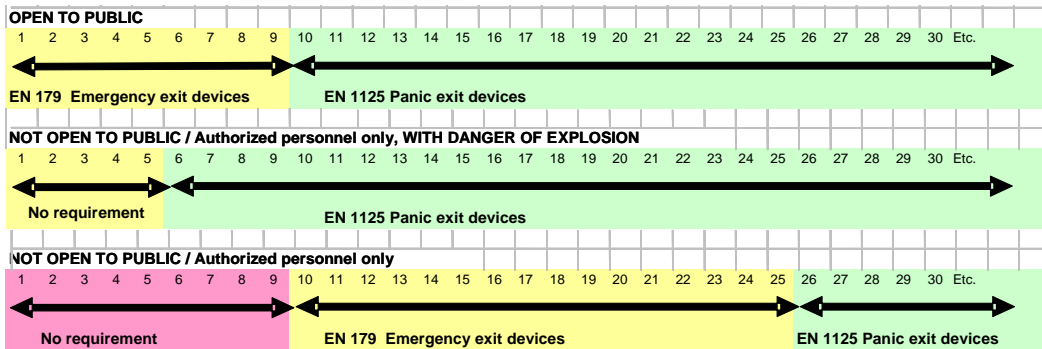 OPEN TO PUBLIC
1 2 3 4 5 6 7 8 9 10 11 12 13 14 15 16 17 18 19 20 21 22 23 24 25 26 27 28 29 30 Etc.
EN 179 Emergency exit devices EN 1125 Panic exit devices
NOT OPEN TO PUBLIC / Authorized personnel only, WITH DANGER OF EXPLOSION
1 2 3 4 5 6 7 8 9 10 11 12 13 14 15 16 17 18 19 20 21 22 23 24 25 26 27 28 29 30 Etc.
No requirement EN 1125 Panic exit devices
NOT OPEN TO PUBLIC / Authorized personnel only
1 2 3 4 5 6 7 8 9 10 11 12 13 14 15 16 17 18 19 20 21 22 23 24 25 26 27 28 29 30 Etc.
No requirement EN 179 Emergency exit devices EN 1125 Panic exit devices